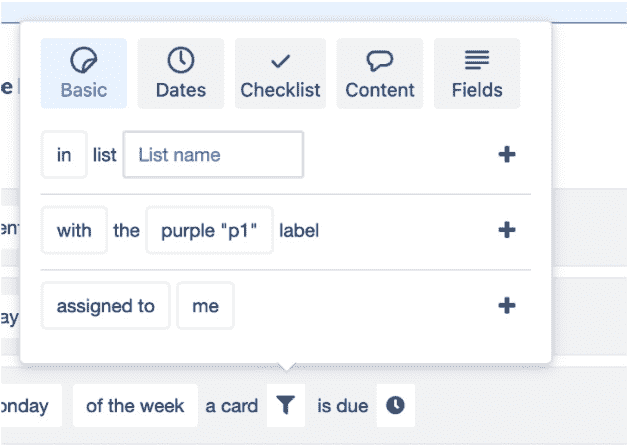 Basic Dates Checklist Content Fields
in list List name
with the purple "p1" label
assigned to me
of the week a card is due